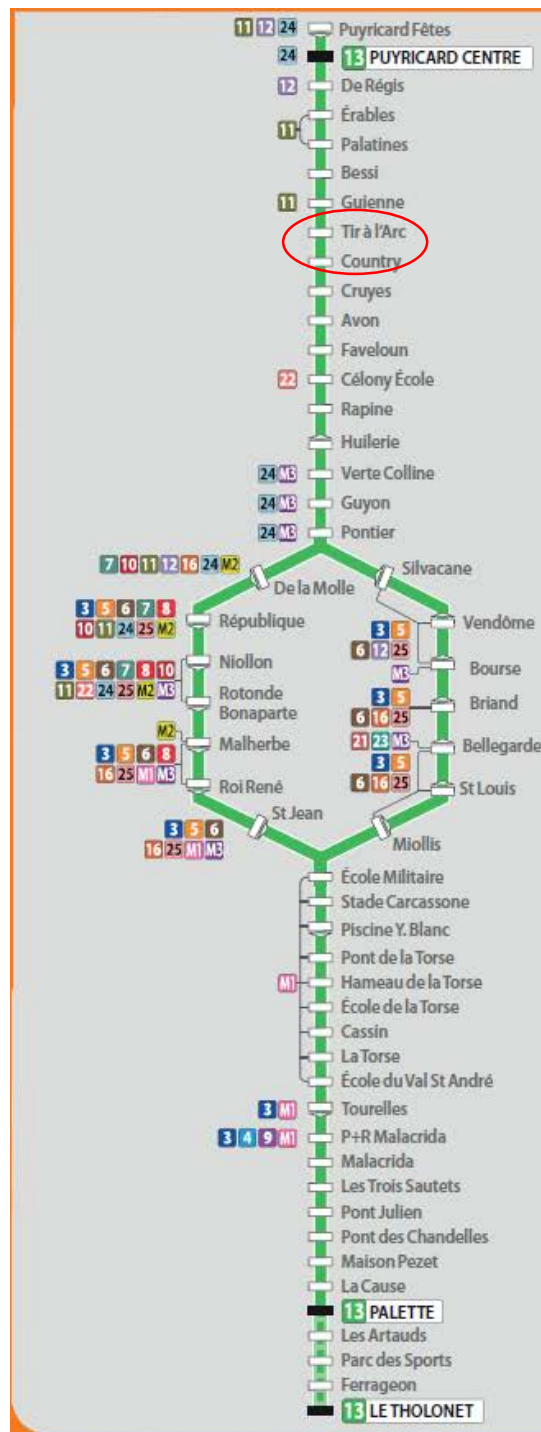 11 12 24 Puyricard Fêtes
24 13 PUYRICARD CENTRE
12 De Régis
Érables
11
Palatines
Bessi
11 Guienne
Tir à l'Arc
Country
Cruyes
Avon
Faveloun
22 Célony École
Rapine
Huilerie
24 M3 Verte Colline
24 M3 Guyon
24 M3 Pontier
7 10 11 12 16 24 M2
De la Molle
Silvacane
3 5 6 7 8
10 11 24 25 M2
République
3 5
6 12 25
Vendôme
M3
Bourse
3 5 6 7 8 10
11 22 24 25 M2 M3
Niollon
Rotonde
Bonaparte
3 5
6 16 25
Briand
M2
Malherbe
21 23 M3
Bellegarde
3 5 6 8
16 25 M1 M3
Roi René
3 5
6 16 25
St Louis
St Jean
3 5 6
16 25 M1 M3
Miollis
École Militaire
Stade Carcassone
Piscine Y. Blanc
Pont de la Torse
M1 Hameau de la Torse
École de la Torse
Cassin
La Torse
École du Val St André
3 M1 Tourelles
3 4 9 M1 P+R Malacrida
Malacrida
Les Trois Sautets
Pont Julien
Pont des Chandelles
Maison Pezet
La Cause
13 PALETTE
Les Artauds
Parc des Sports
Ferrageon
13 LE THOLONET